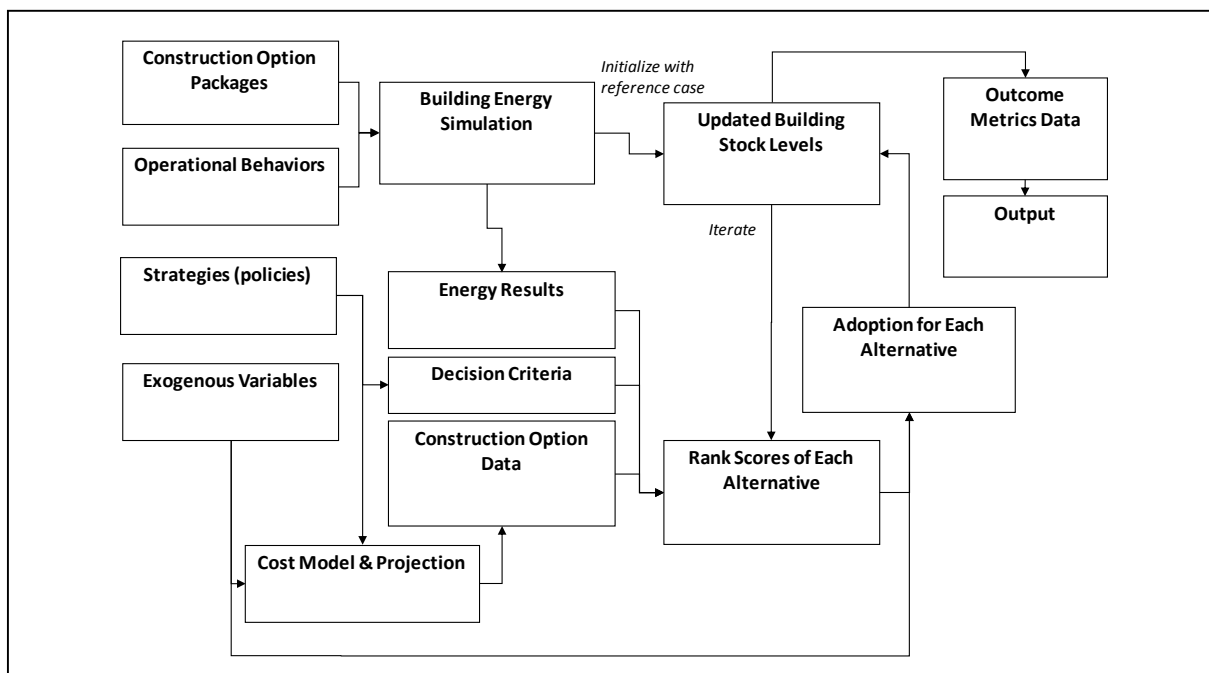 Construction Option
Packages
Operational Behaviors
Building Energy
Simulation
Initialize with
reference case
Updated Building
Stock Levels
Outcome
Metrics Data
Output
Iterate
Strategies (policies)
Energy Results
Adoption for Each
Alternative
Exogenous Variables
Decision Criteria
Construction Option
Data
Rank Scores of Each
Alternative
Cost Model & Projection